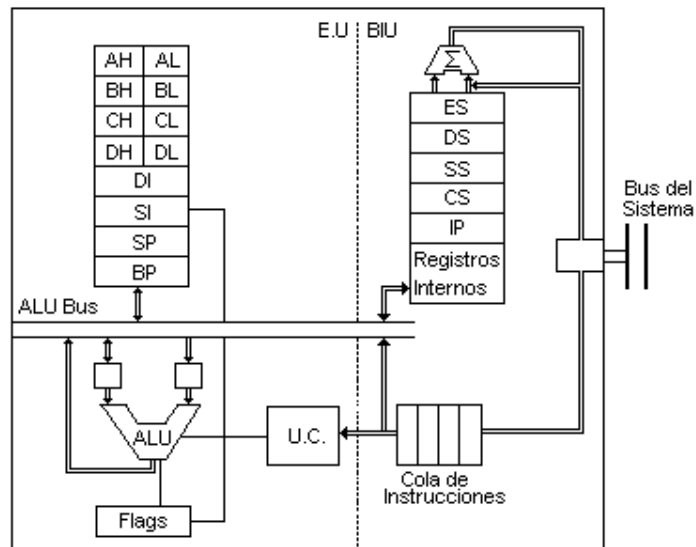 E.U
BIU
AH AL
BH BL
CH CL
DH DL
DI
SI
SP
BP
Σ
ES
DS
SS
CS
IP
Registros
Internos
Bus del
Sistema
ALU Bus
ALU
U.C.
Cola de
Instrucciones
Flags